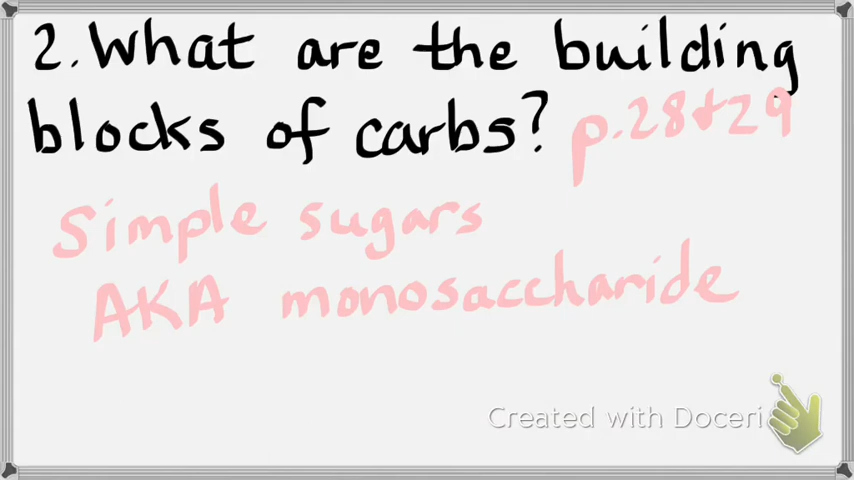 2. What are the building
blocks of carbs? p.28+29
Simple sugars
AKA monosaccharide
Created with Doceri